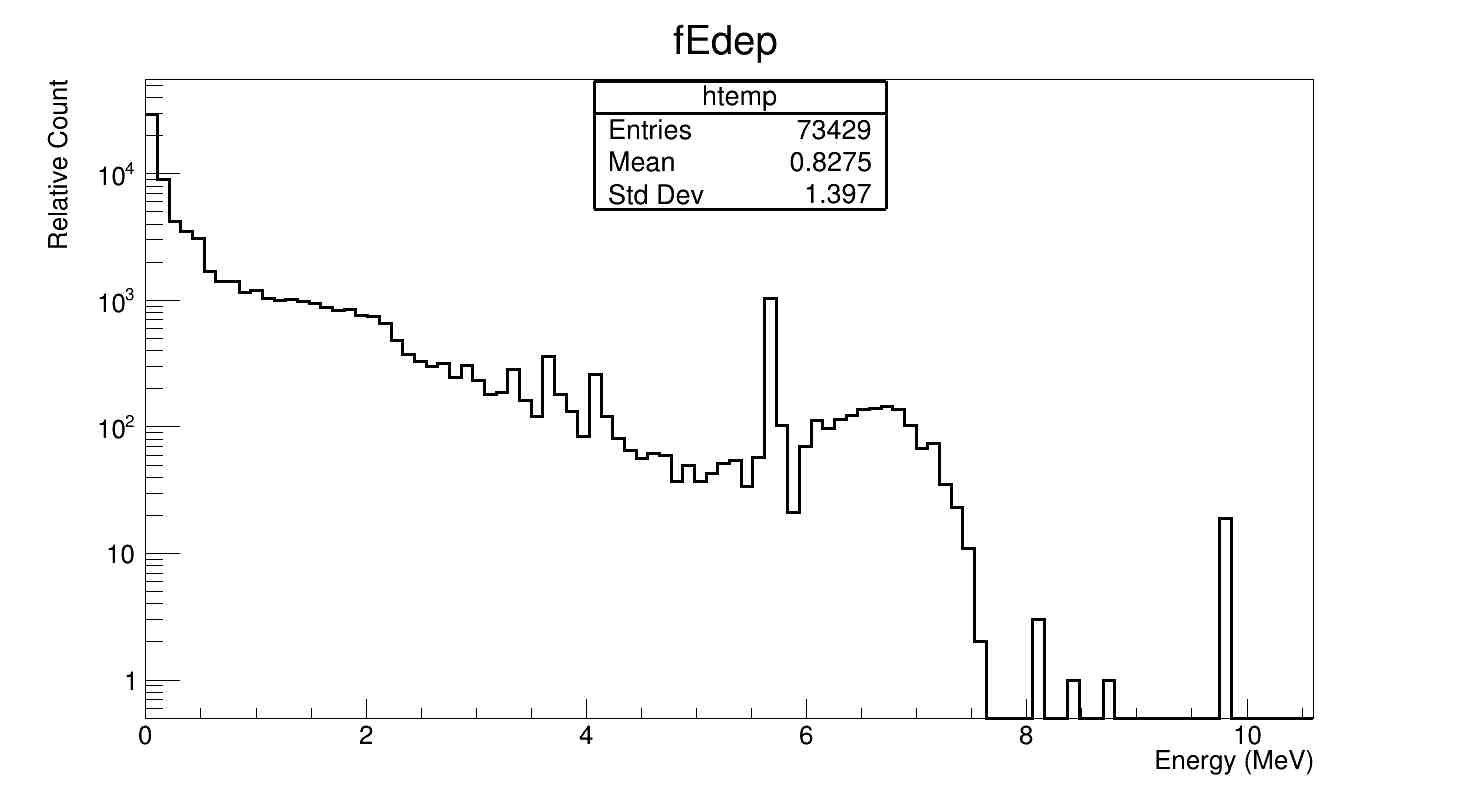 fEdep
htemp
Entries 73429
Mean 0.8275
Std Dev 1.397
Relative Count
10⁴
10³
10²
10
1
0 2 4 6 8 10
Energy (MeV)